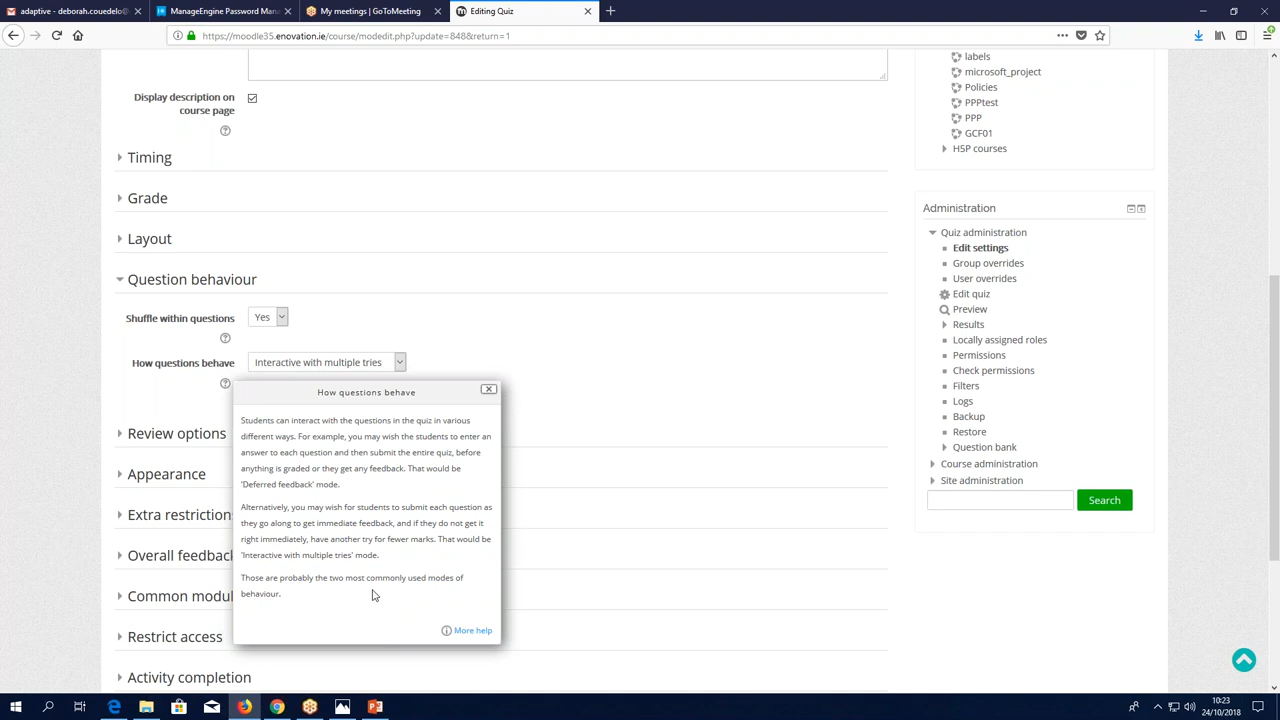 adaptive - deborah.couedelo@
ManageEngine Password Man
My meetings | GoToMeeting
Editing Quiz
https://moodle35.enovation.ie/course/modedit.php?update=848&return=1
Display description on
course page
Timing
Grade
Layout
Question behaviour
Shuffle within questions
Yes
How questions behave
Interactive with multiple tries
How questions behave
Students can interact with the questions in the quiz in various
different ways. For example, you may wish the students to enter an
answer to each question and then submit the entire quiz, before
anything is graded or they get any feedback. That would be
'Deferred feedback' mode.
Alternatively, you may wish for students to submit each question as
they go along to get immediate feedback, and if they do not get it
right immediately, have another try for fewer marks. That would be
'Interactive with multiple tries' mode.
Those are probably the two most commonly used modes of
behaviour.
More help
Review options
Appearance
Extra restriction
Overall feedback
Common modul
Restrict access
Activity completion
labels
microsoft_project
Policies
PPPtest
PPP
GCF01
H5P courses
Administration
Quiz administration
Edit settings
Group overrides
User overrides
Edit quiz
Preview
Results
Locally assigned roles
Permissions
Check permissions
Filters
Logs
Backup
Restore
Question bank
Course administration
Site administration
Search
10:23
24/10/2018